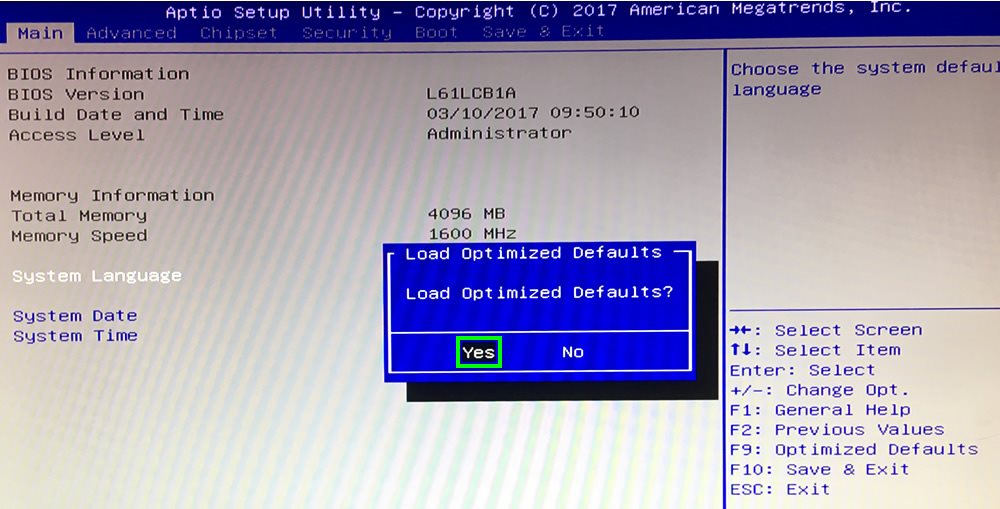 Aptio Setup Utility – Copyright (C) 2017 American Megatrends, Inc.
Main Advanced Chipset Security Boot Save & Exit
BIOS Information
BIOS Version L61LCB1A
Build Date and Time 03/10/2017 09:50:10
Access Level Administrator
Memory Information
Total Memory 4096 MB
Memory Speed 1600 MHz
System Language
System Date
System Time
Load Optimized Defaults
Load Optimized Defaults?
Yes No
Choose the system defaul
language
→←: Select Screen
↑↓: Select Item
Enter: Select
+/-: Change Opt.
F1: General Help
F2: Previous Values
F9: Optimized Defaults
F10: Save & Exit
ESC: Exit